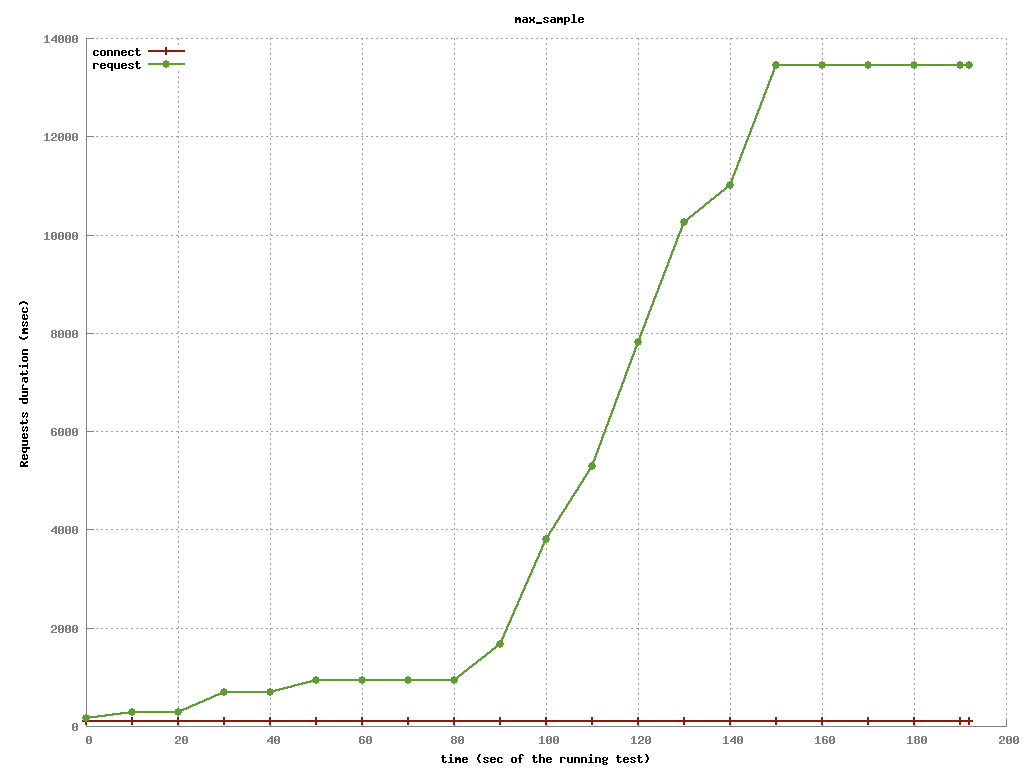 max_sample
14000
connect
request
12000
10000
8000
Requests duration (msec)
6000
4000
2000
0
0 20 40 60 80 100 120 140 160 180 200
time (sec of the running test)